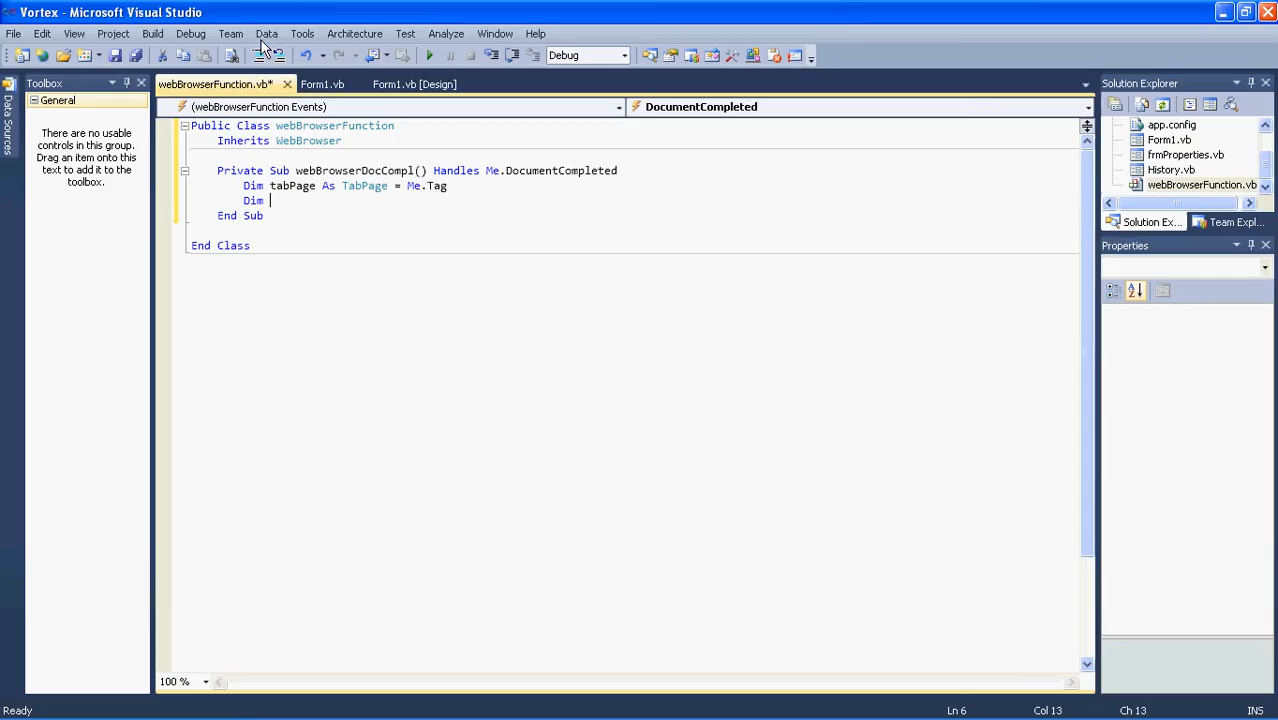 Vortex - Microsoft Visual Studio
File Edit View Project Build Debug Team Data Tools Architecture Test Analyze Window Help
Debug
Toolbox
webBrowserFunction.vb* Form1.vb Form1.vb [Design]
Solution Explorer
Data Sources
General
There are no usable
controls in this group.
Drag an item onto this
text to add it to the
toolbox.
(webBrowserFunction Events) DocumentCompleted
Public Class webBrowserFunction
Inherits WebBrowser
Private Sub webBrowserDocCompl() Handles Me.DocumentCompleted
Dim tabPage As TabPage = Me.Tag
Dim
End Sub
End Class
app.config
Form1.vb
frmProperties.vb
History.vb
webBrowserFunction.vb
Solution Ex... Team Expl...
Properties
100 %
Ready Ln 6 Col 13 Ch 13 INS